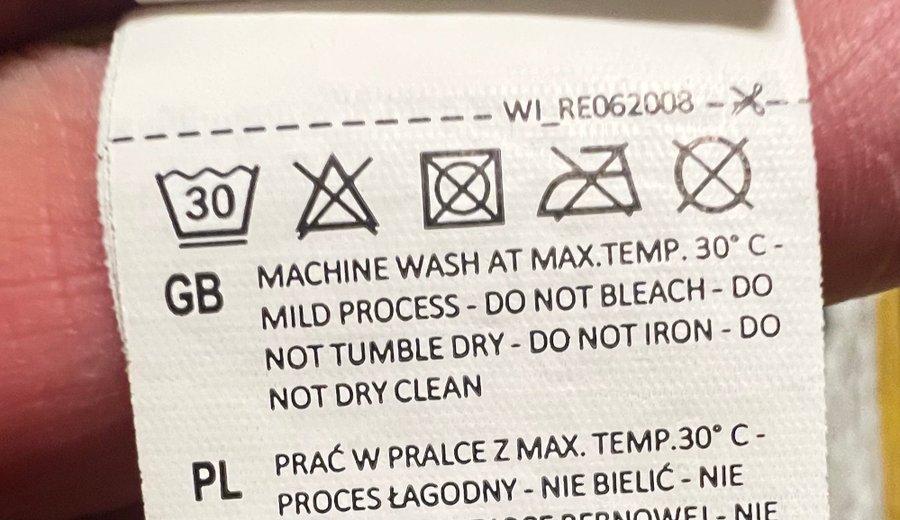 WI_RE062008
30
GB MACHINE WASH AT MAX.TEMP. 30° C -
MILD PROCESS - DO NOT BLEACH - DO
NOT TUMBLE DRY - DO NOT IRON - DO
NOT DRY CLEAN
PL PRAĆ W PRALCE Z MAX. TEMP.30° C -
PROCES ŁAGODNY - NIE BIELIĆ - NIE
- NIE